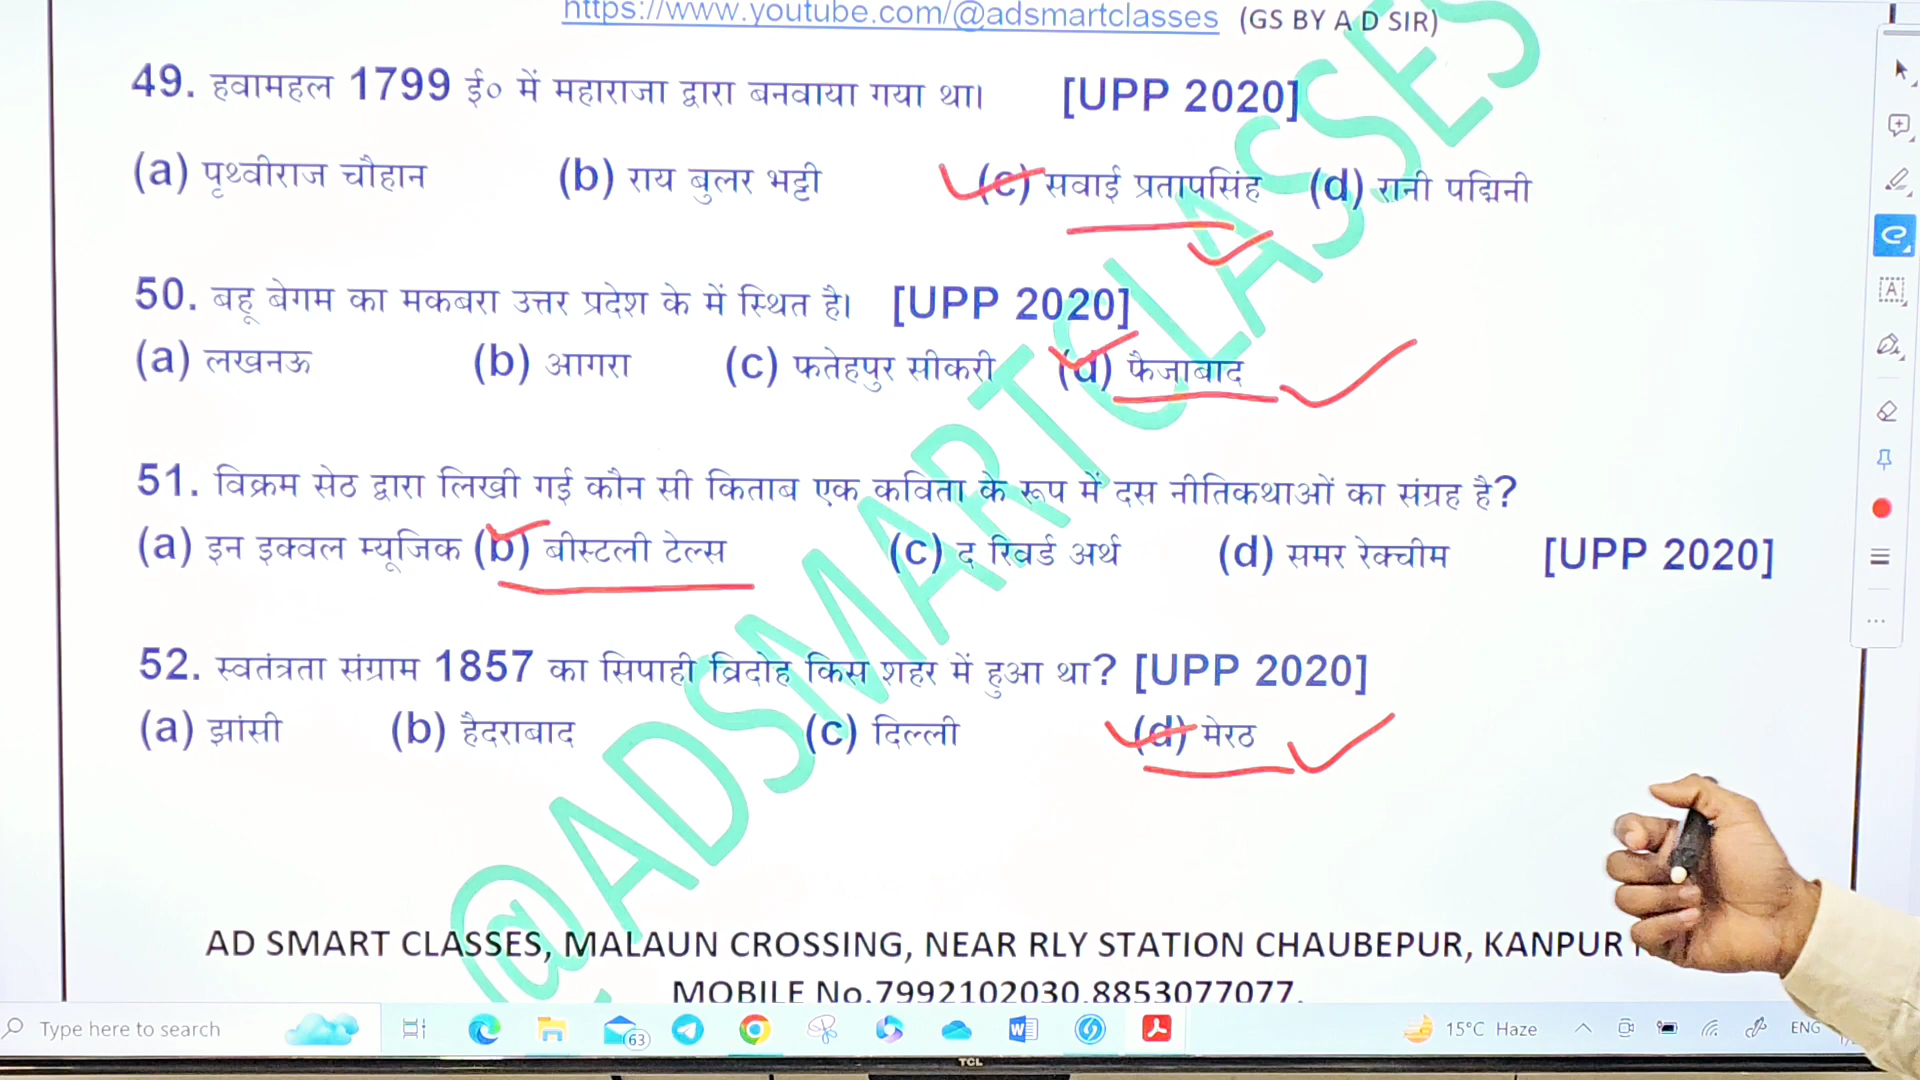 https://www.youtube.com/@adsmartclasses (GS BY A D SIR)
49. हवामहल 1799 ई० में महाराजा द्वारा बनवाया गया था। [UPP 2020]
(a) पृथ्वीराज चौहान (b) राय बुलर भट्टी (c) सवाई प्रतापसिंह (d) रानी पद्मिनी
50. बहू बेगम का मकबरा उत्तर प्रदेश के में स्थित है। [UPP 2020]
(a) लखनऊ (b) आगरा (c) फतेहपुर सीकरी (d) फैजाबाद
51. विक्रम सेठ द्वारा लिखी गई कौन सी किताब एक कविता के रूप में दस नीतिकथाओं का संग्रह है?
(a) इन इक्वल म्यूजिक (b) बीस्टली टेल्स (c) द रिवर्ड अर्थ (d) समर रेक्चीम [UPP 2020]
52. स्वतंत्रता संग्राम 1857 का सिपाही व्रिदोह किस शहर में हुआ था? [UPP 2020]
(a) झांसी (b) हैदराबाद (c) दिल्ली (d) मेरठ
@ADSMARTCLASSES
AD SMART CLASSES, MALAUN CROSSING, NEAR RLY STATION CHAUBEPUR, KANPUR
MOBILE No.7992102030,8853077077.
Type here to search 63 15°C Haze ENG
TCL